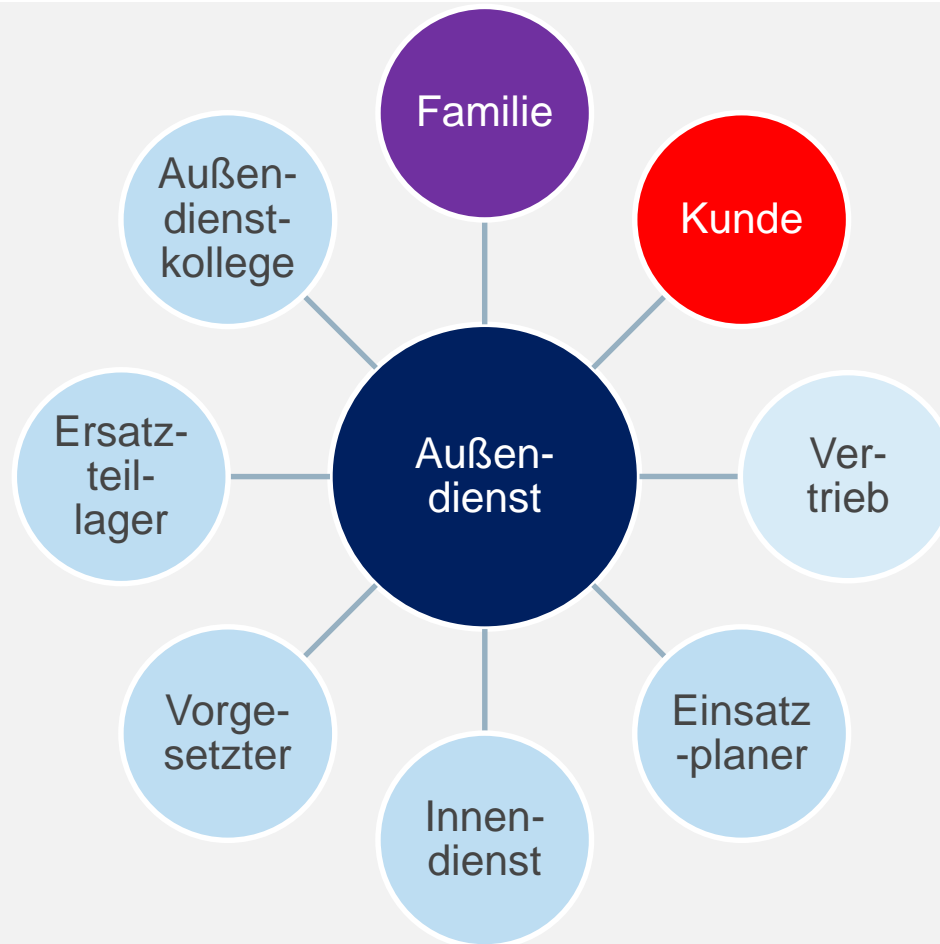 Familie
Kunde
Ver-
trieb
Einsatz
-planer
Innen-
dienst
Vorge-
setzter
Ersatz-
teil-
lager
Außen-
dienst-
kollege
Außen-
dienst